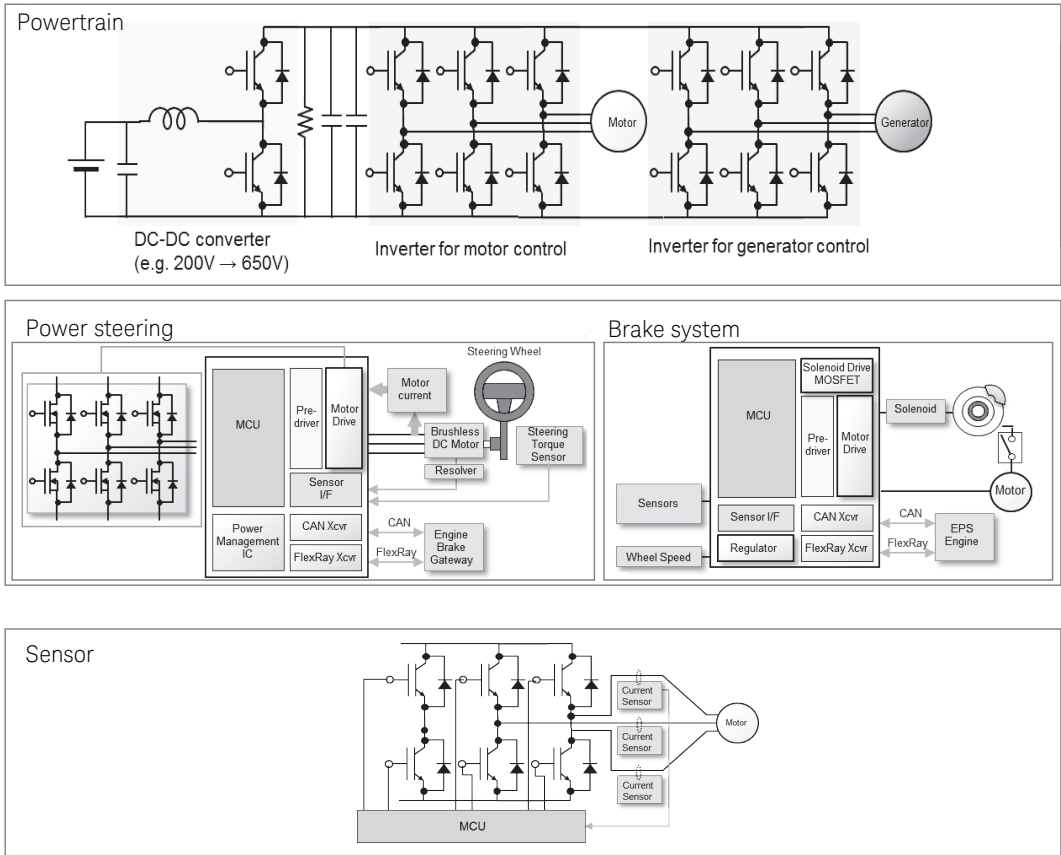 Powertrain
Motor
Generator
DC-DC converter
(e.g. 200V → 650V)
Inverter for motor control
Inverter for generator control
Power steering
MCU
Pre-
driver
Motor
Drive
Sensor
I/F
Power
Management
IC
CAN Xcvr
FlexRay Xcvr
Motor
current
Steering Wheel
Brushless
DC Motor
Steering
Torque
Sensor
Resolver
CAN
FlexRay
Engine
Brake
Gateway
Brake system
MCU
Solenoid Drive
MOSFET
Pre-
driver
Motor
Drive
Solenoid
Motor
Sensors
Sensor I/F
CAN Xcvr
Wheel Speed
Regulator
FlexRay Xcvr
CAN
FlexRay
EPS
Engine
Sensor
Current
Sensor
Current
Sensor
Current
Sensor
Motor
MCU